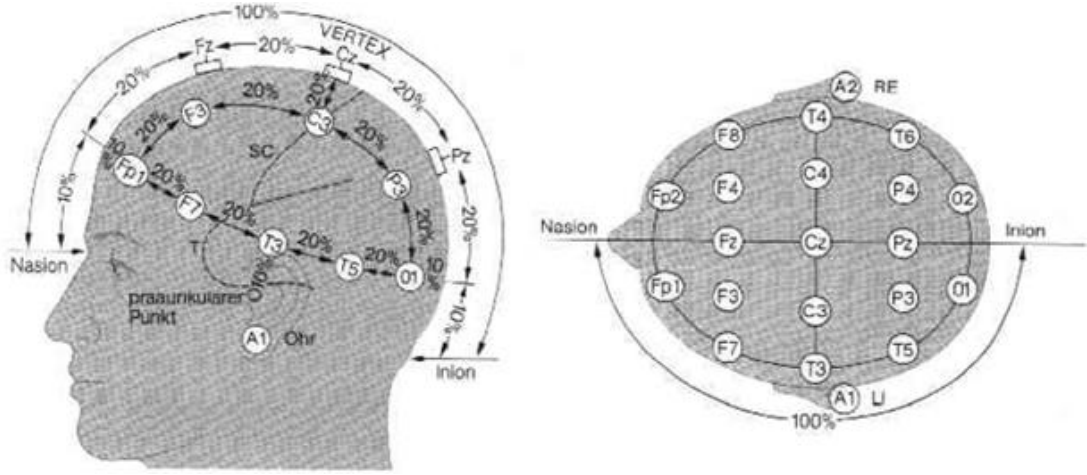 100%
VERTEX
Fz
20%
Cz
20%
20%
20%
20%
F3
C3
20%
20%
Pz
10
%
Fp1
SC
P3
10%
20%
F7
20%
20%
20%
T
T3
20%
T5
20%
O1
10
%
Nasion
10%
präaurikulärer
Punkt
A1
Ohr
10%
Inion
A2 RE
T4
F8 T6
Fp2 F4 C4 P4 O2
Nasion Fz Cz Pz Inion
Fp1 F3 C3 P3 O1
F7 T5
T3
A1 LI
100%